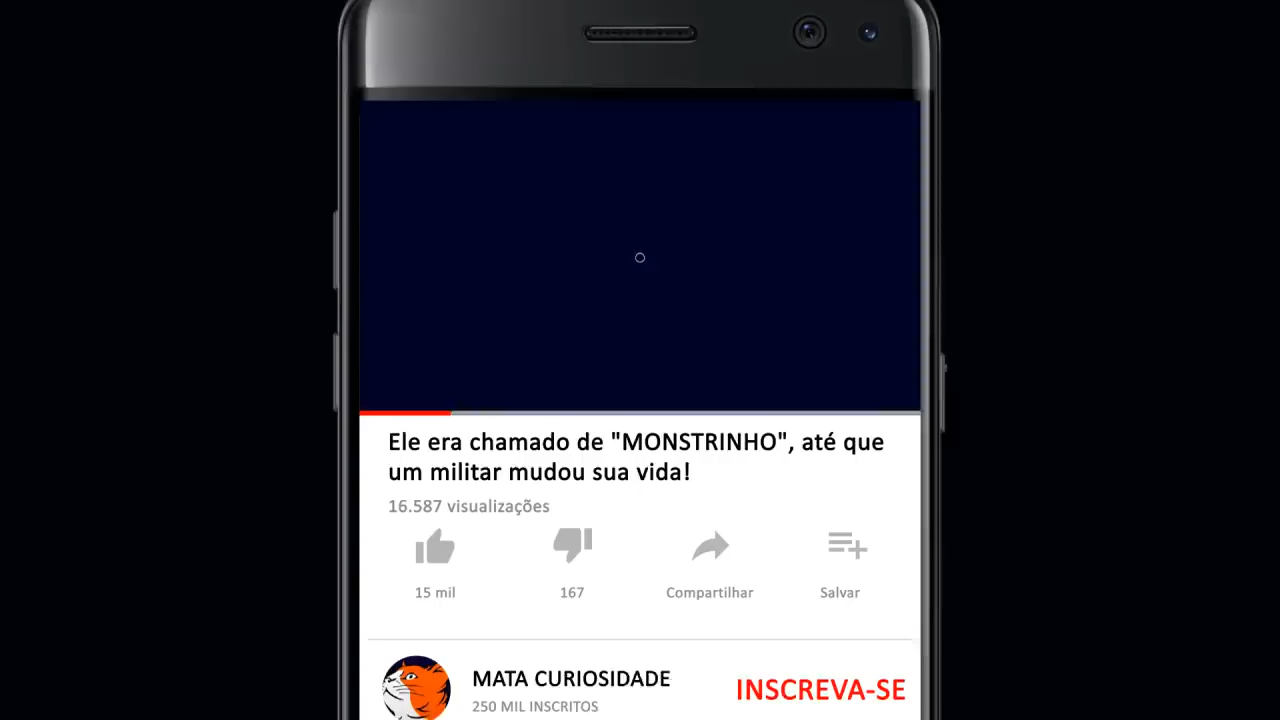 Ele era chamado de "MONSTRINHO", até que
um militar mudou sua vida!
16.587 visualizações
15 mil
167
Compartilhar
Salvar
MATA CURIOSIDADE
INSCREVA-SE
250 MIL INSCRITOS